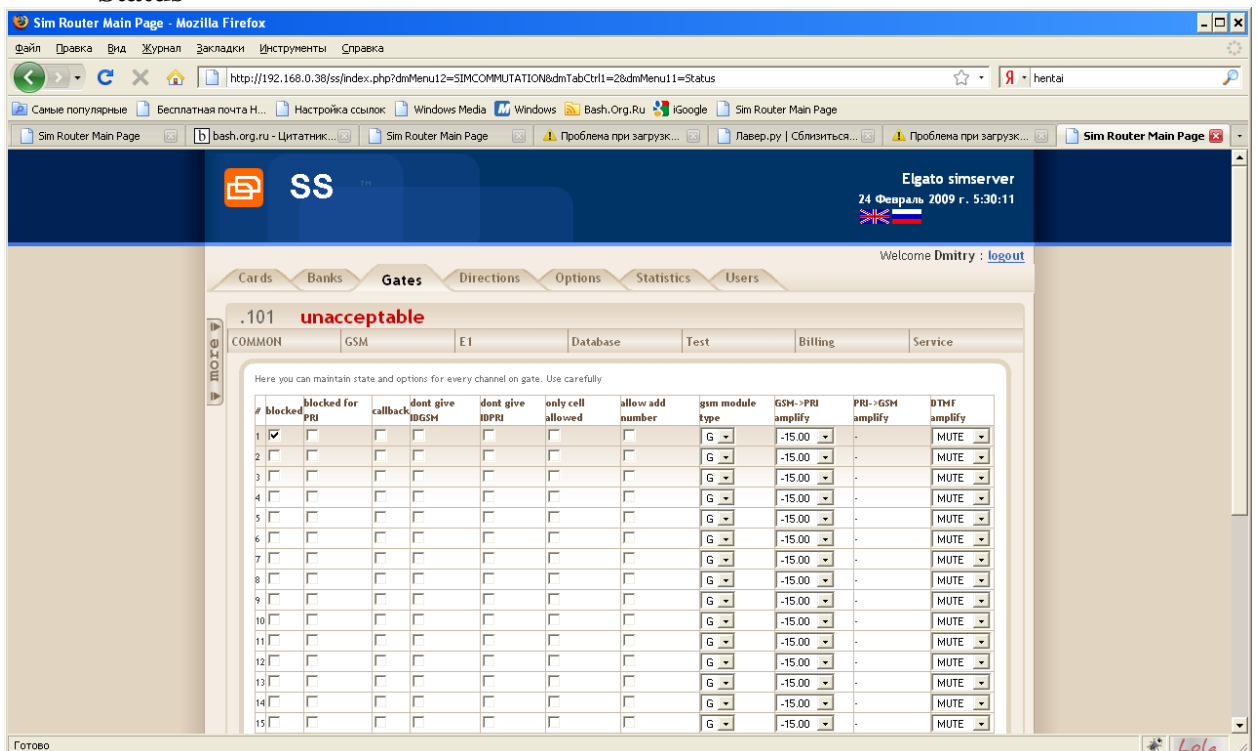 Status
Sim Router Main Page - Mozilla Firefox
Файл Правка Вид Журнал Закладки Инструменты Справка
http://192.168.0.38/ss/index.php?dmMenu12=SIMCOMMUTATION&dmTabCtrl1=2&dmMenu11=Status hentai
Самые популярные Бесплатная почта H... Настройка ссылок Windows Media Windows Bash.Org.Ru iGoogle Sim Router Main Page
Sim Router Main Page bash.org.ru - Цитатник... Sim Router Main Page Проблема при загрузк... Лавер.ру | Сблизиться... Проблема при загрузк... Sim Router Main Page
SS TM
Elgato simserver
24 Февраль 2009 г. 5:30:11
Welcome Dmitry : logout
Cards Banks Gates Directions Options Statistics Users
more
.101 unacceptable
COMMON GSM E1 Database Test Billing Service
Here you can maintain state and options for every channel on gate. Use carefully
# blocked blocked for PRI callback dont give IDGSM dont give IDPRI only cell allowed allow add number gsm module type GSM->PRI amplify PRI->GSM amplify DTMF amplify
1 G -15.00 - MUTE
2 G -15.00 - MUTE
3 G -15.00 - MUTE
4 G -15.00 - MUTE
5 G -15.00 - MUTE
6 G -15.00 - MUTE
7 G -15.00 - MUTE
8 G -15.00 - MUTE
9 G -15.00 - MUTE
10 G -15.00 - MUTE
11 G -15.00 - MUTE
12 G -15.00 - MUTE
13 G -15.00 - MUTE
14 G -15.00 - MUTE
15 G -15.00 - MUTE
Готово
Lola